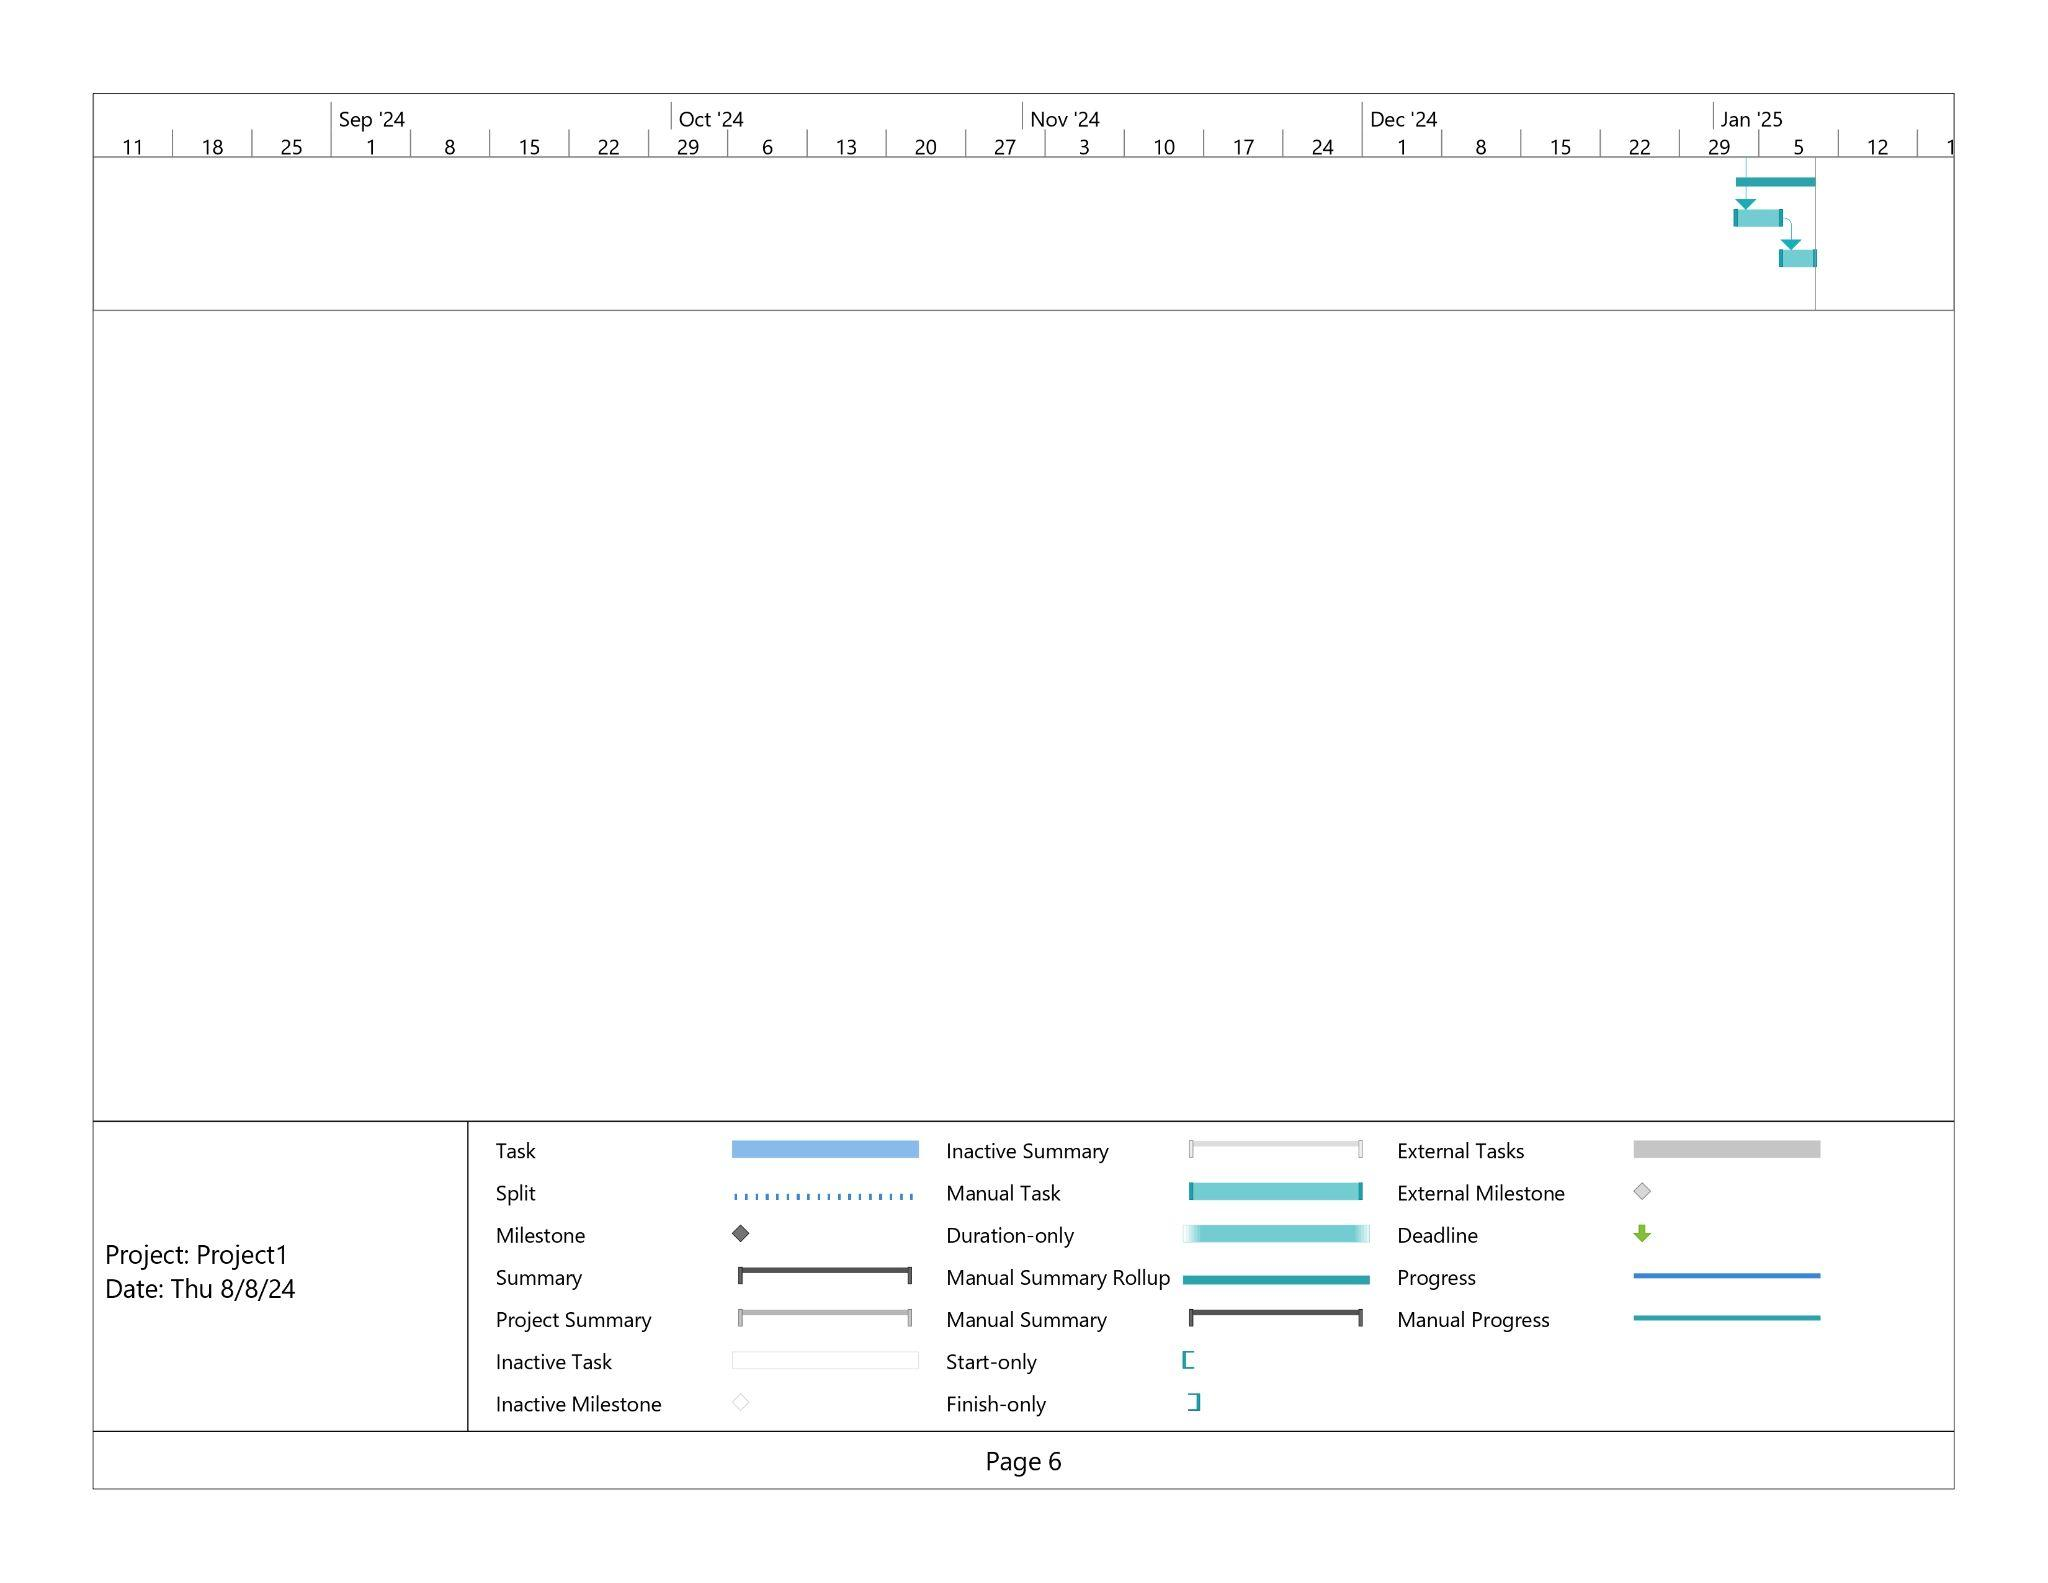 Sep '24 Oct '24 Nov '24 Dec '24 Jan '25
11 18 25 1 8 15 22 29 6 13 20 27 3 10 17 24 1 8 15 22 29 5 12 1
Task Inactive Summary External Tasks
Split Manual Task External Milestone
Milestone Duration-only Deadline
Summary Manual Summary Rollup Progress
Project Summary Manual Summary Manual Progress
Inactive Task Start-only
Inactive Milestone Finish-only
Project: Project1
Date: Thu 8/8/24
Page 6